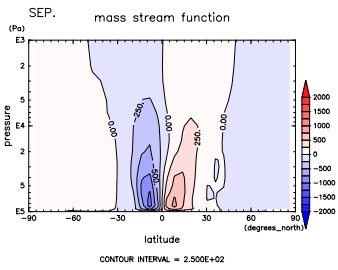 SEP.
mass stream function
(Pa)
E3
2
5
E4
2
5
E5
pressure
0.00
-250.
-500.
0.00
250.
0.00
2000
1500
1000
500
0
-500
-1000
-1500
-2000
-90
-60
-30
0
30
60
90
(degrees_north)
latitude
CONTOUR INTERVAL = 2.500E+02